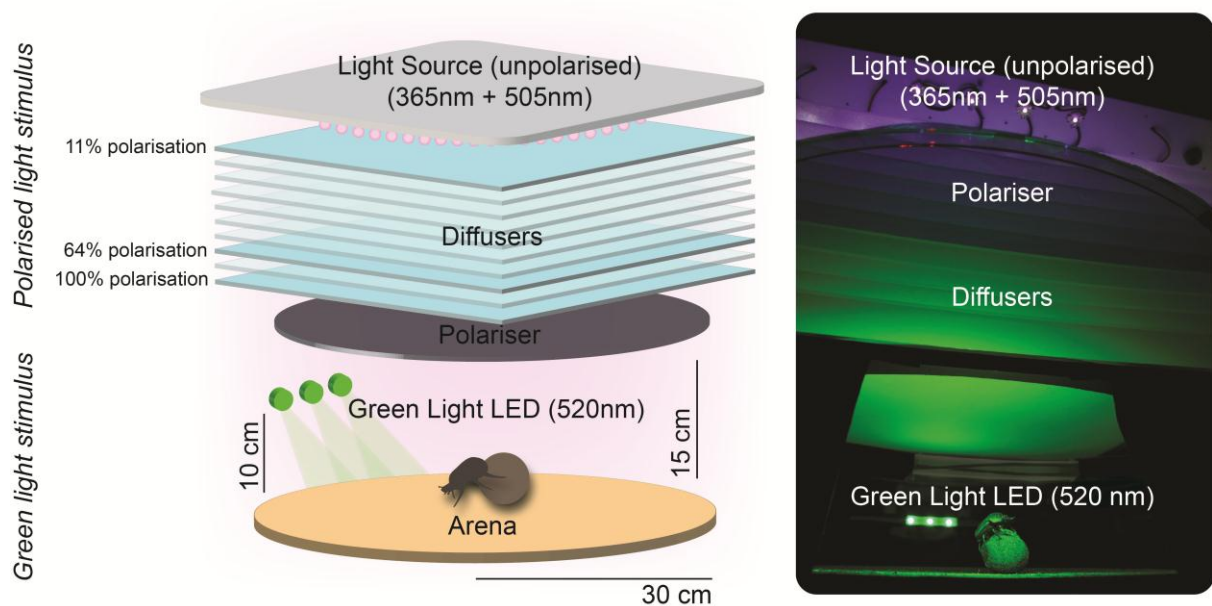 Polarised light stimulus
Green light stimulus
Light Source (unpolarised)
(365nm + 505nm)
11% polarisation
Diffusers
64% polarisation
100% polarisation
Polariser
Green Light LED (520nm)
10 cm
15 cm
Arena
30 cm
Light Source (unpolarised)
(365nm + 505nm)
Polariser
Diffusers
Green Light LED (520 nm)